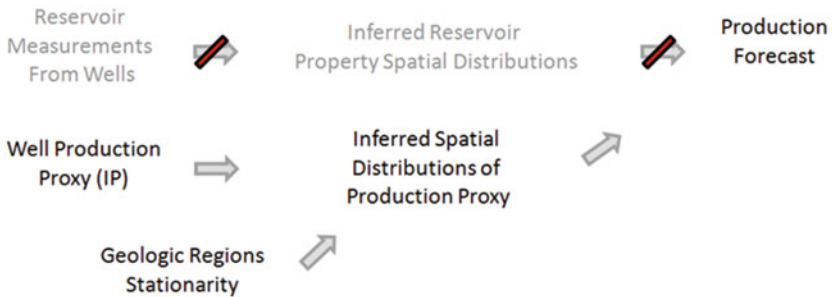 Reservoir
Measurements
From Wells
Inferred Reservoir
Property Spatial Distributions
Production
Forecast
Well Production
Proxy (IP)
Inferred Spatial
Distributions of
Production Proxy
Geologic Regions
Stationarity